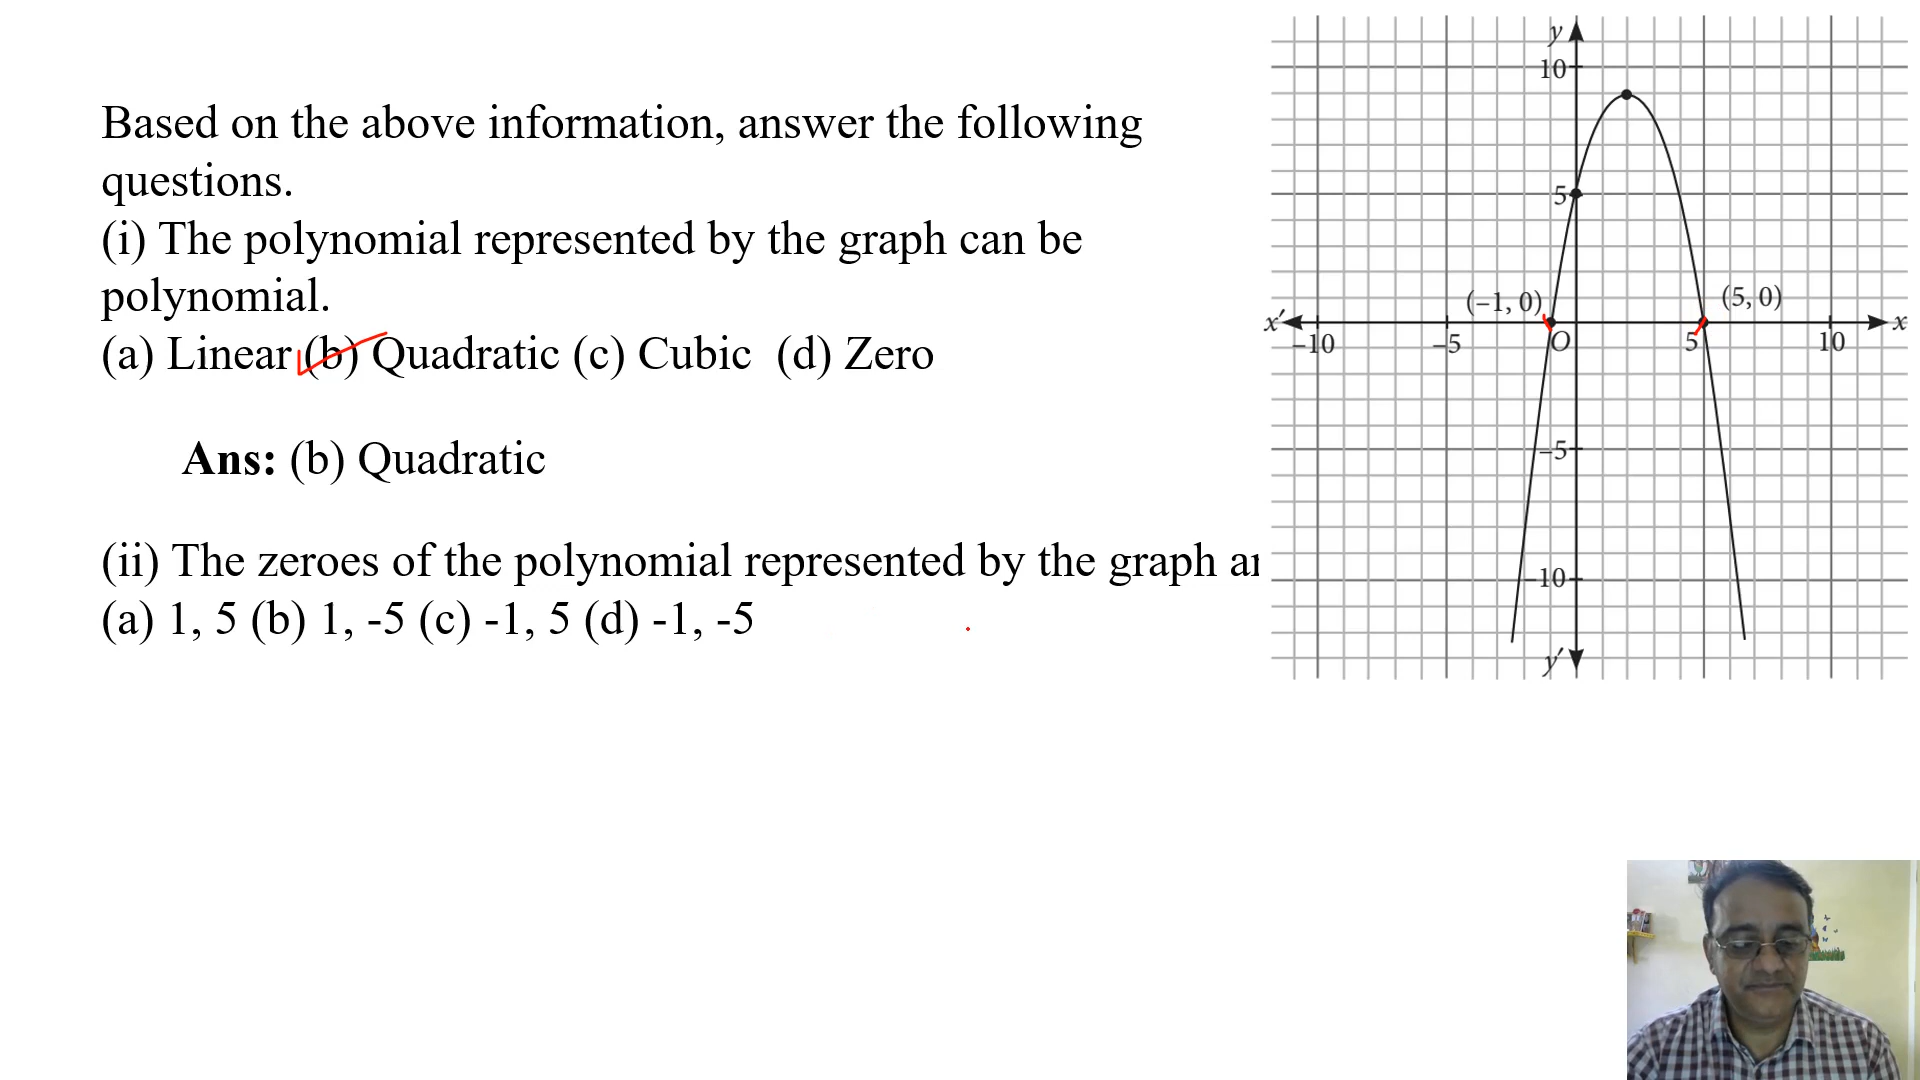 Based on the above information, answer the following
questions.
(i) The polynomial represented by the graph can be
polynomial.
(a) Linear (b) Quadratic (c) Cubic (d) Zero
Ans: (b) Quadratic
(ii) The zeroes of the polynomial represented by the graph
(a) 1, 5 (b) 1, -5 (c) -1, 5 (d) -1, -5
y
10
5
(–1, 0)
(5, 0)
x′
x
–10
–5
O
5
10
–5
–10
y′